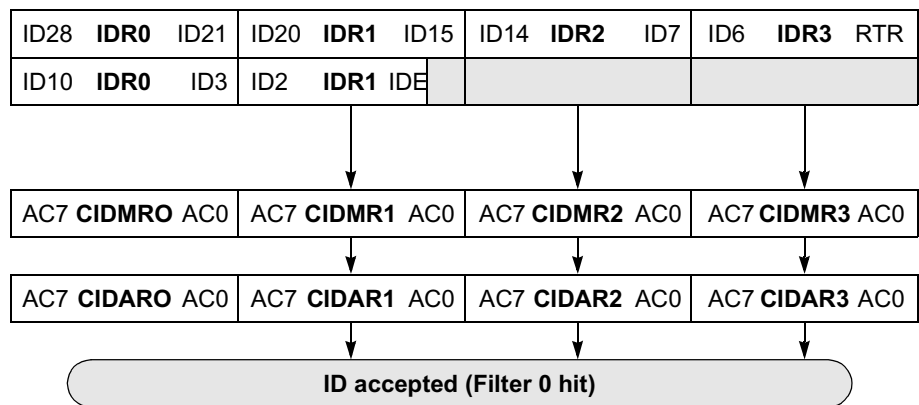 ID28 IDR0 ID21 ID20 IDR1 ID15 ID14 IDR2 ID7 ID6 IDR3 RTR
ID10 IDR0 ID3 ID2 IDR1 IDE
AC7 CIDMRO AC0 AC7 CIDMR1 AC0 AC7 CIDMR2 AC0 AC7 CIDMR3 AC0
AC7 CIDARO AC0 AC7 CIDAR1 AC0 AC7 CIDAR2 AC0 AC7 CIDAR3 AC0
ID accepted (Filter 0 hit)